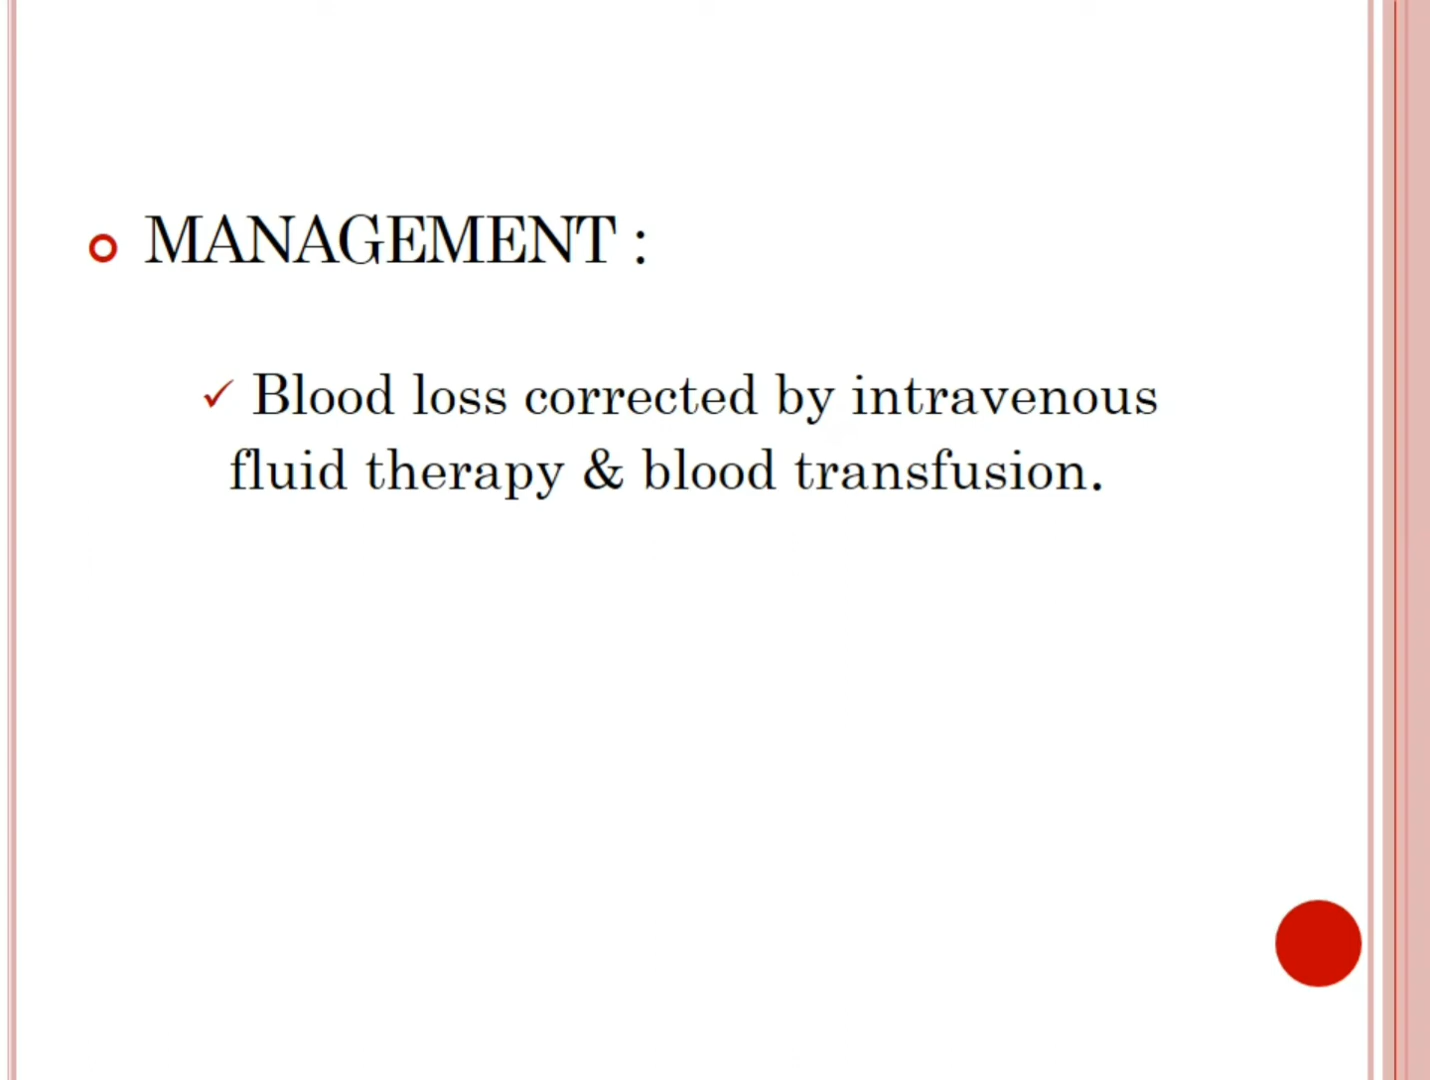 MANAGEMENT :
✓ Blood loss corrected by intravenous
fluid therapy & blood transfusion.